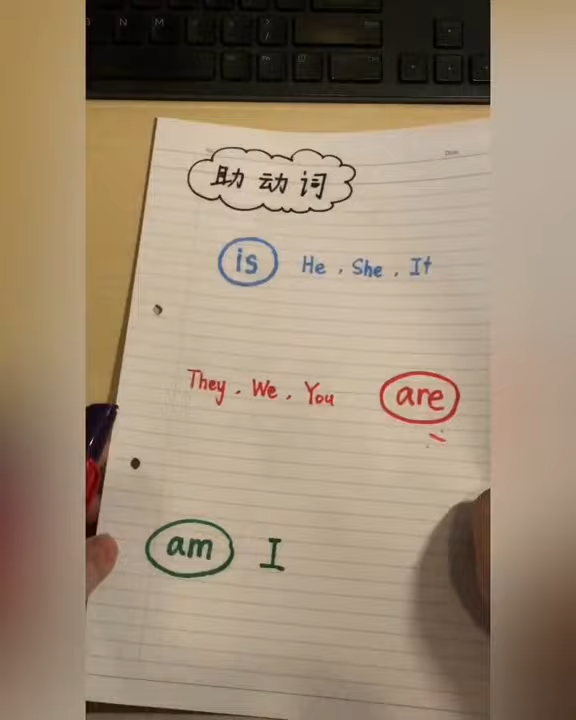 助动词
is He , She , It
They , We , You are
am I